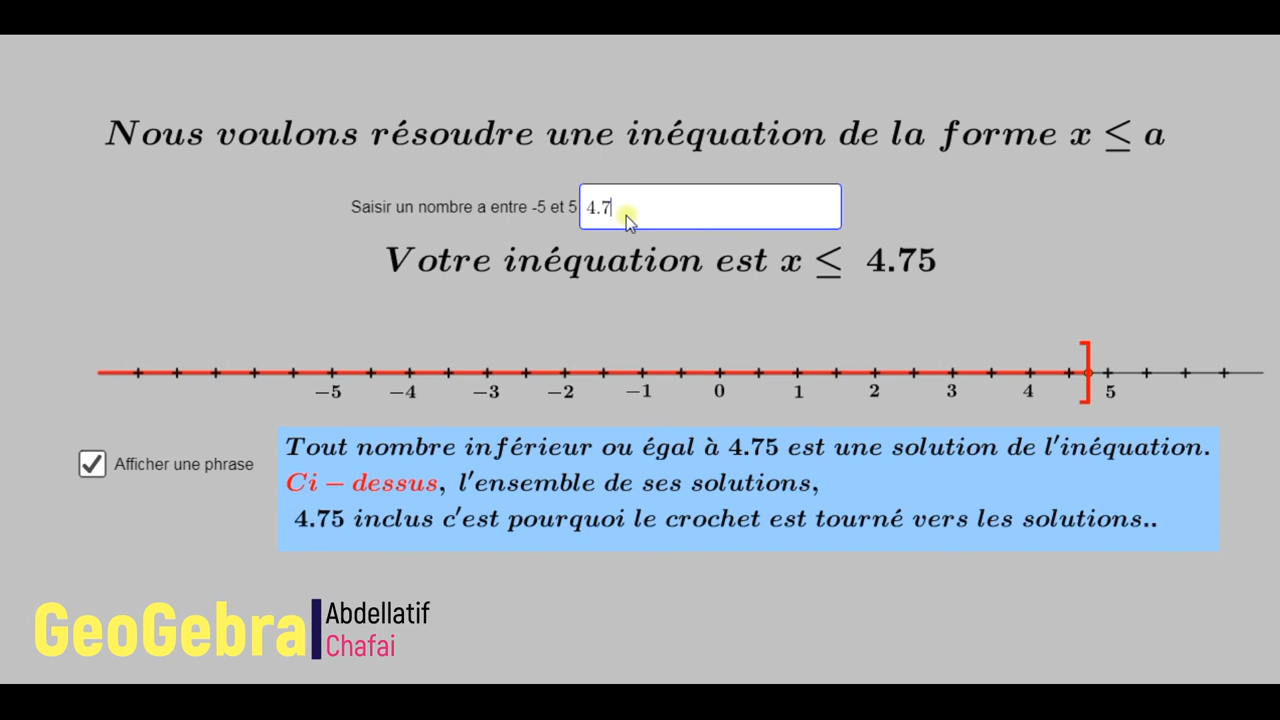 Nous voulons résoudre une inéquation de la forme x ≤ a
Saisir un nombre a entre -5 et 5 4.7
Votre inéquation est x ≤ 4.75
−5 −4 −3 −2 −1 0 1 2 3 4 5
Tout nombre inférieur ou égal à 4.75 est une solution de l'inéquation.
Afficher une phrase
Ci − dessus, l'ensemble de ses solutions,
4.75 inclus c'est pourquoi le crochet est tourné vers les solutions..
GeoGebra
Abdellatif
Chafai